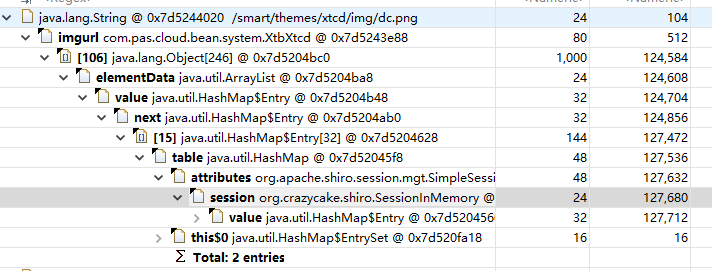 java.lang.String @ 0x7d5244020 /smart/themes/xtcd/img/dc.png 24 104
imgurl com.pas.cloud.bean.system.XtbXtcd @ 0x7d5243e88 80 512
[106] java.lang.Object[246] @ 0x7d5204bc0 1,000 124,584
elementData java.util.ArrayList @ 0x7d5204ba8 24 124,608
value java.util.HashMap$Entry @ 0x7d5204b48 32 124,704
next java.util.HashMap$Entry @ 0x7d5204ab0 32 124,856
[15] java.util.HashMap$Entry[32] @ 0x7d5204628 144 127,472
table java.util.HashMap @ 0x7d52045f8 48 127,536
attributes org.apache.shiro.session.mgt.SimpleSessi 48 127,632
session org.crazycake.shiro.SessionInMemory @ 24 127,680
value java.util.HashMap$Entry @ 0x7d520456 32 127,712
this$0 java.util.HashMap$EntrySet @ 0x7d520fa18 16 16
Σ Total: 2 entries